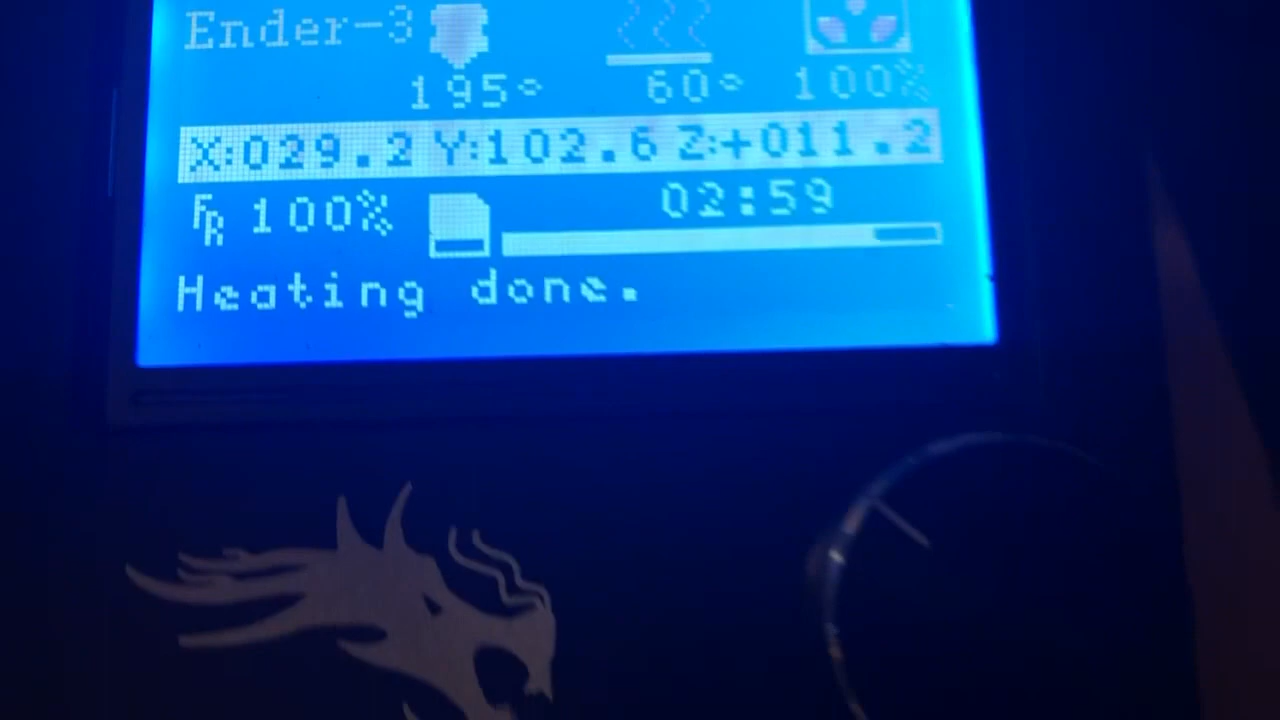 Ender-3
195° 60° 100%
X:029.2 Y:102.6 Z:+011.2
FR 100% 02:59
Heating done.